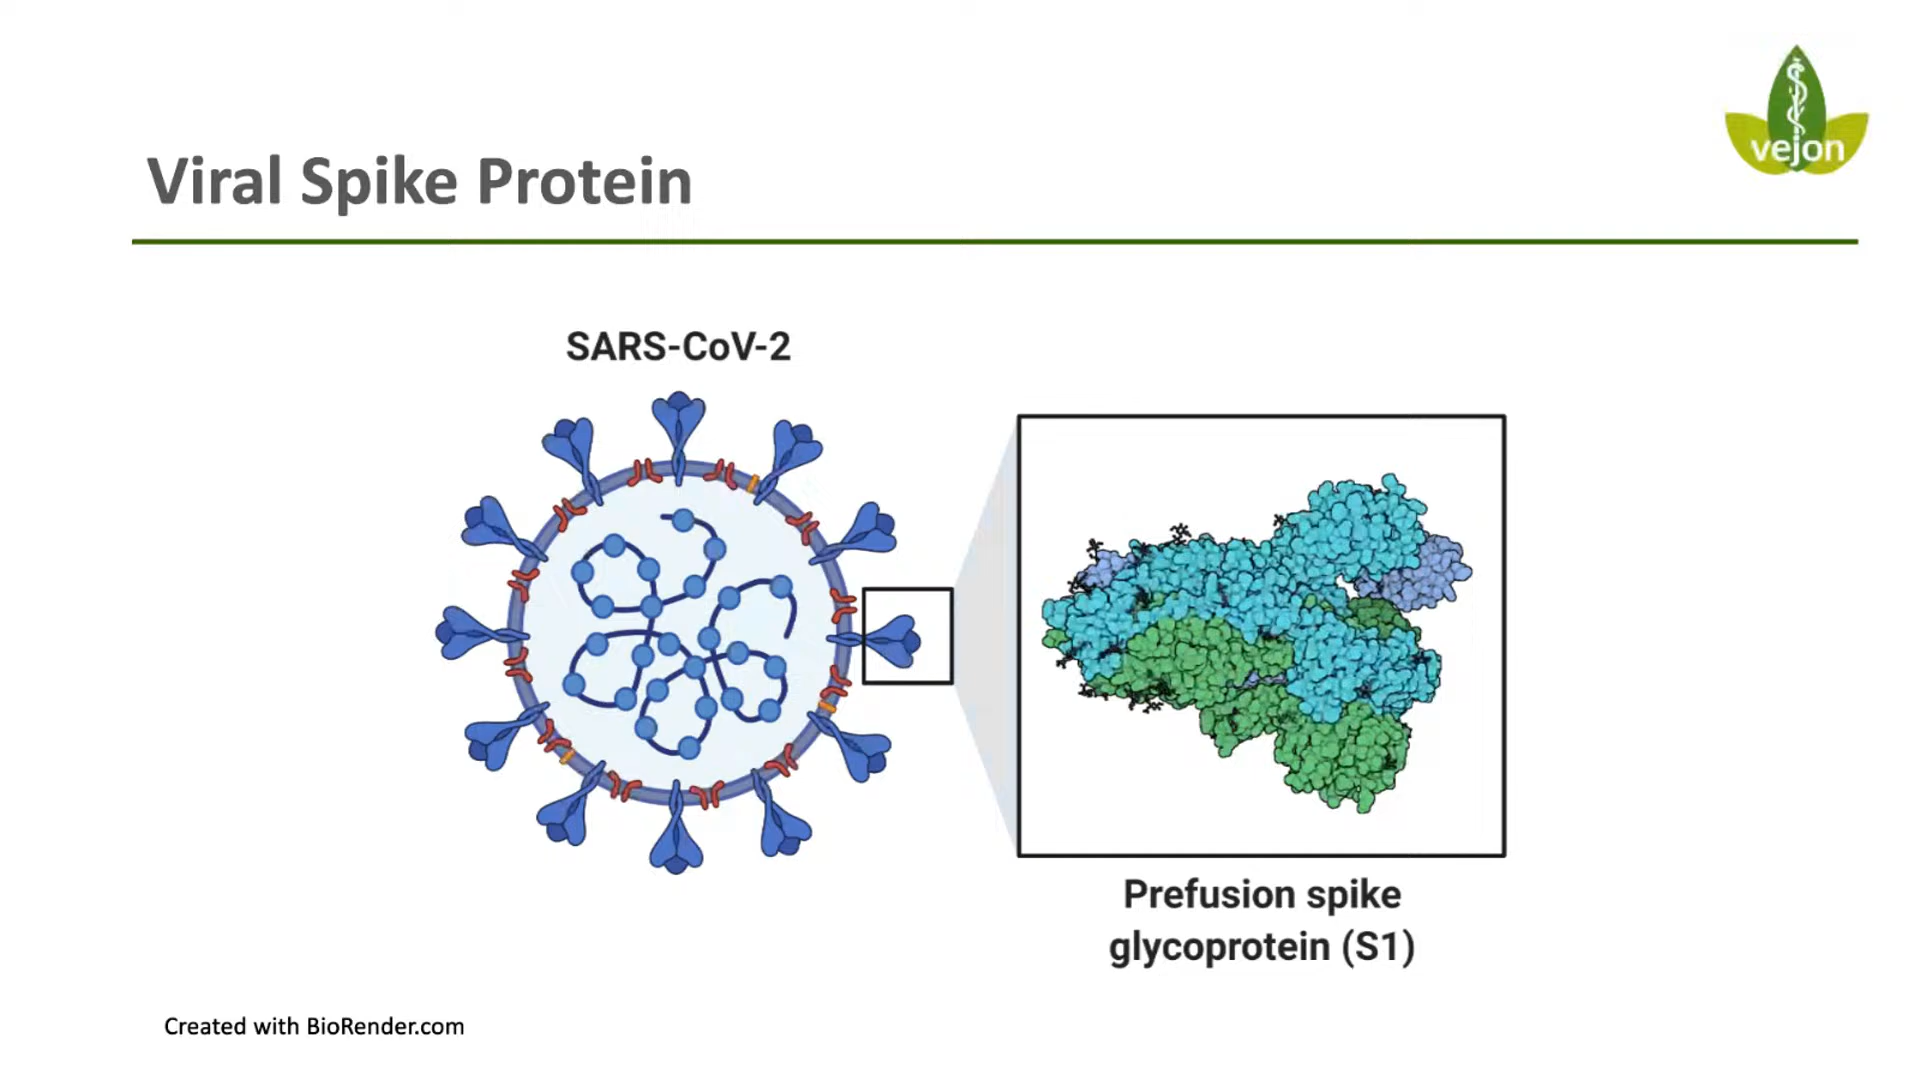 vejon
Viral Spike Protein
SARS-CoV-2
Prefusion spike
glycoprotein (S1)
Created with BioRender.com